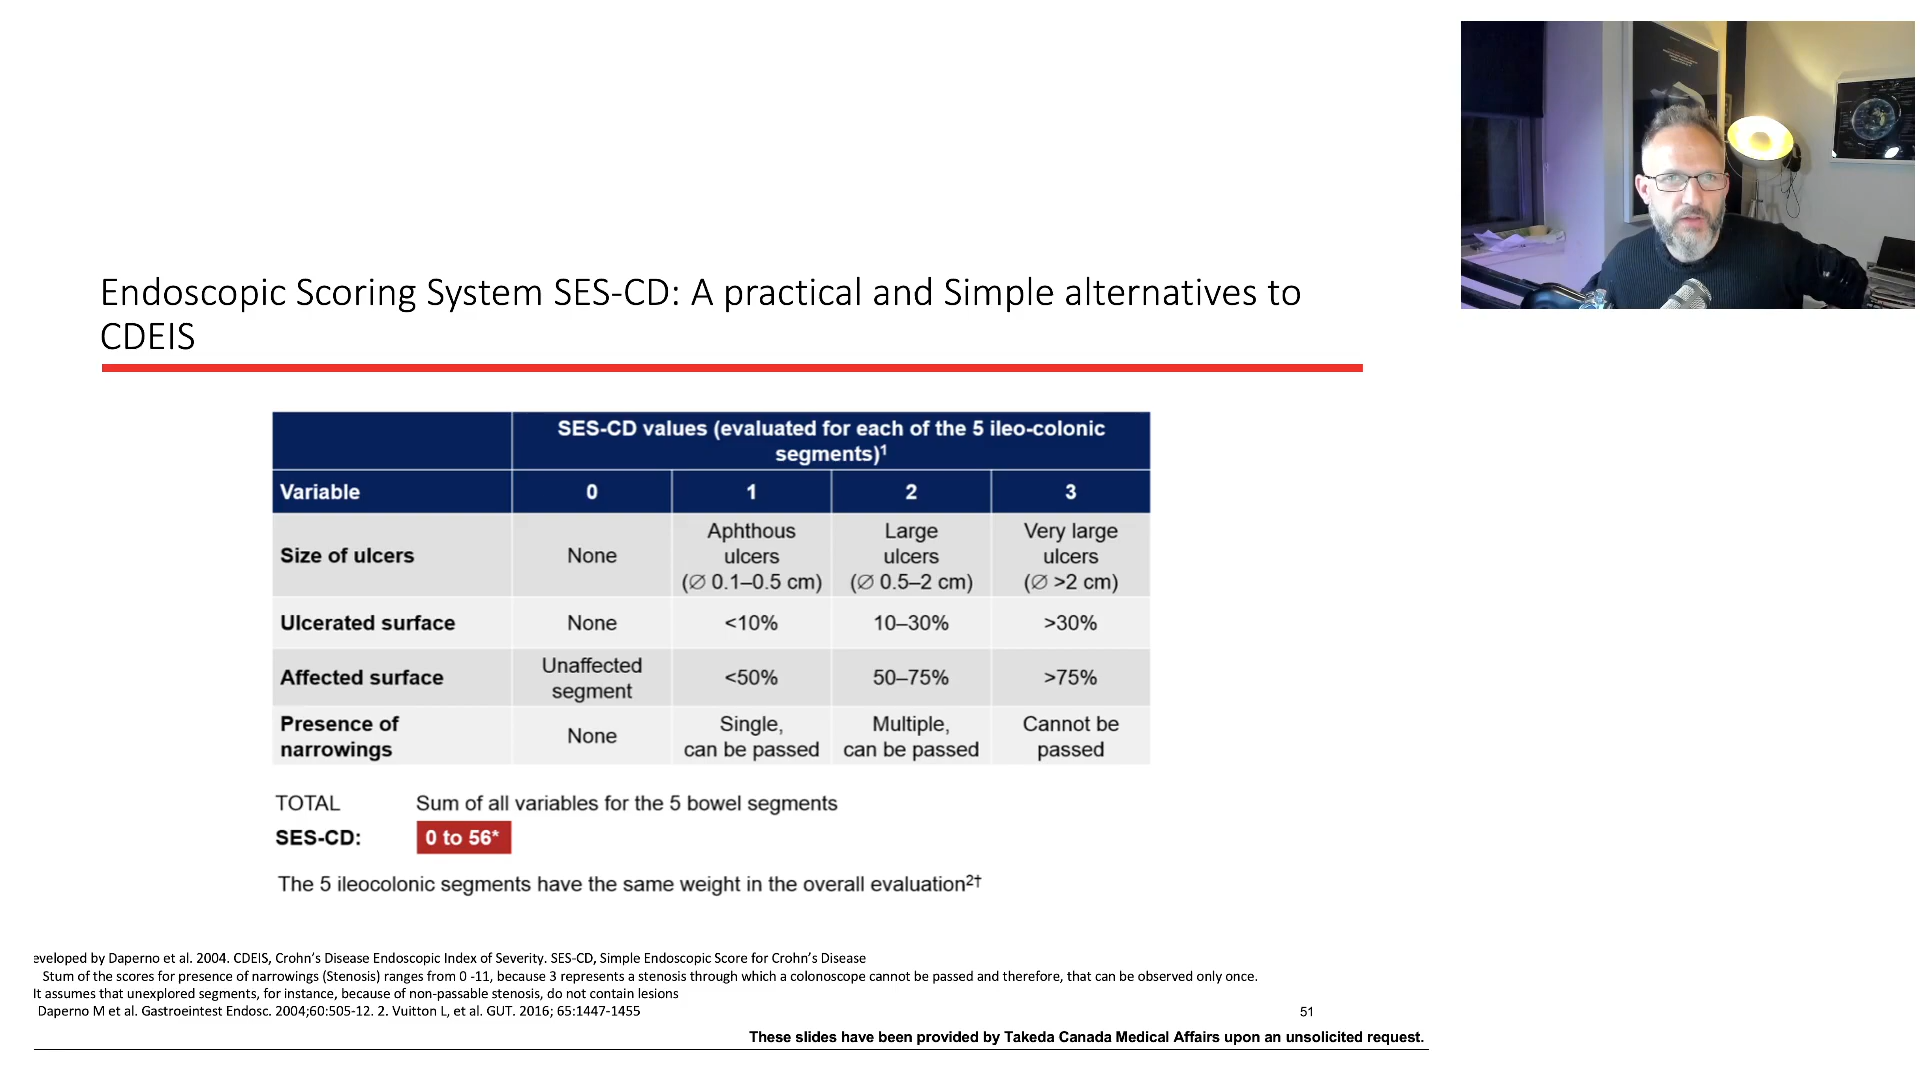 Endoscopic Scoring System SES-CD: A practical and Simple alternatives to
CDEIS
SES-CD values (evaluated for each of the 5 ileo-colonic
segments)¹
Variable 0 1 2 3
Size of ulcers None Aphthous ulcers (∅ 0.1–0.5 cm) Large ulcers (∅ 0.5–2 cm) Very large ulcers (∅ >2 cm)
Ulcerated surface None <10% 10–30% >30%
Affected surface Unaffected segment <50% 50–75% >75%
Presence of narrowings None Single, can be passed Multiple, can be passed Cannot be passed
TOTAL Sum of all variables for the 5 bowel segments
SES-CD: 0 to 56*
The 5 ileocolonic segments have the same weight in the overall evaluation²†
eveloped by Daperno et al. 2004. CDEIS, Crohn’s Disease Endoscopic Index of Severity. SES-CD, Simple Endoscopic Score for Crohn’s Disease
Stum of the scores for presence of narrowings (Stenosis) ranges from 0 -11, because 3 represents a stenosis through which a colonoscope cannot be passed and therefore, that can be observed only once.
It assumes that unexplored segments, for instance, because of non-passable stenosis, do not contain lesions
Daperno M et al. Gastroeintest Endosc. 2004;60:505-12. 2. Vuitton L, et al. GUT. 2016; 65:1447-1455
51
These slides have been provided by Takeda Canada Medical Affairs upon an unsolicited request.